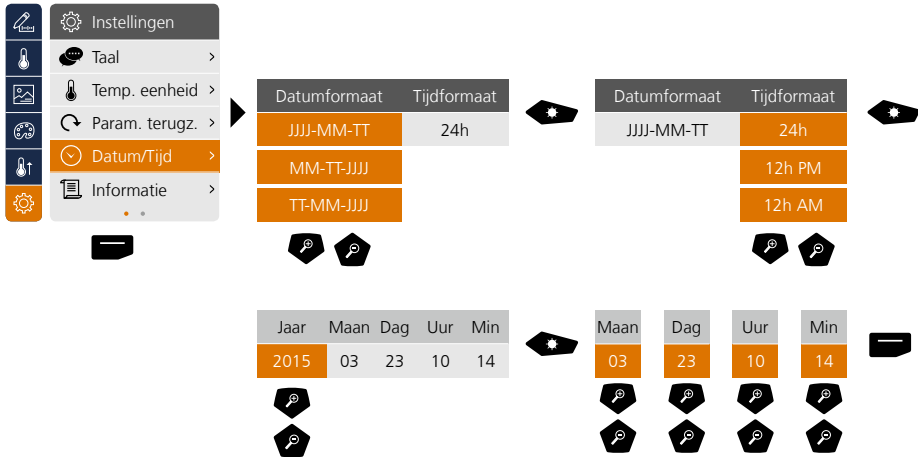 Instellingen
Taal
Temp. eenheid
Param. terugz.
Datum/Tijd
Informatie
Datumformaat Tijdformaat
JJJJ-MM-TT 24h
MM-TT-JJJJ
TT-MM-JJJJ
Datumformaat Tijdformaat
JJJJ-MM-TT 24h
12h PM
12h AM
Jaar Maan Dag Uur Min
2015 03 23 10 14
Maan Dag Uur Min
03 23 10 14